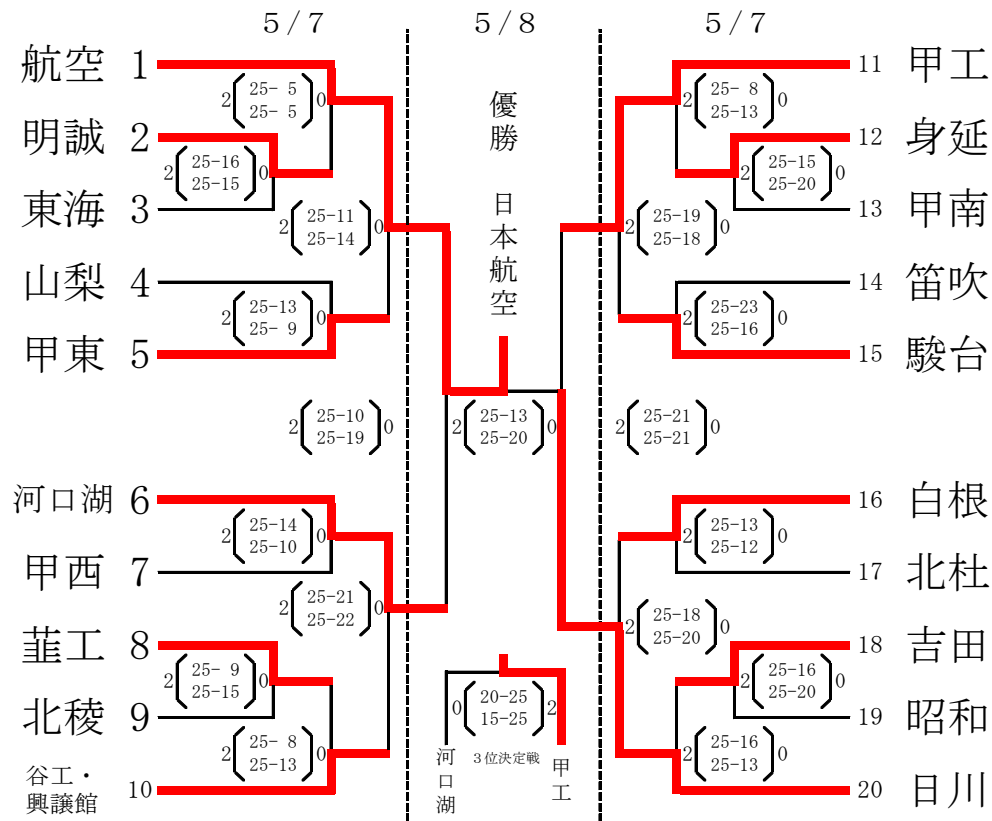 5/7
5/8
5/7
航空 1
2 25- 5 0
25- 5
明誠 2
2 25-16 0
25-15
東海 3
2 25-11 0
25-14
山梨 4
2 25-13 0
25- 9
甲東 5
2 25-10 0
25-19
河口湖 6
2 25-14 0
25-10
甲西 7
2 25-21 0
25-22
韮工 8
2 25- 9 0
25-15
北稜 9
2 25- 8 0
25-13
谷工・
興譲館 10
優勝 日本航空
2 25-13 0
25-20
0 20-25 2
15-25
3位決定戦
河口湖
甲工
11 甲工
2 25- 8 0
25-13
12 身延
2 25-15 0
25-20
13 甲南
2 25-19 0
25-18
14 笛吹
2 25-23 0
25-16
15 駿台
2 25-21 0
25-21
16 白根
2 25-13 0
25-12
17 北杜
2 25-18 0
25-20
18 吉田
2 25-16 0
25-20
19 昭和
2 25-16 0
25-13
20 日川